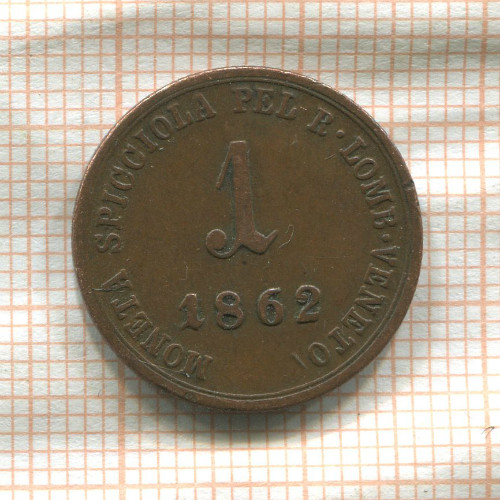 MONETA SPICCIOLA PEL R· LOMB·VENETO
1
1862